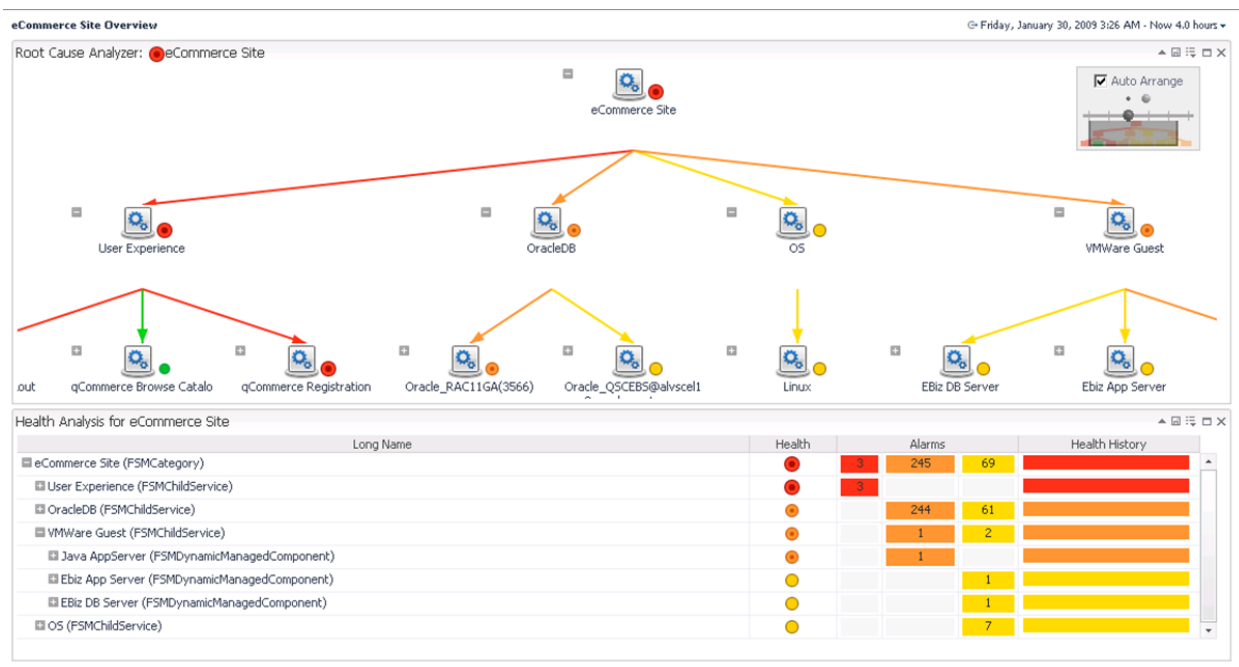 eCommerce Site Overview
Friday, January 30, 2009 3:26 AM - Now 4.0 hours
Root Cause Analyzer: eCommerce Site
Auto Arrange
eCommerce Site
User Experience
OracleDB
OS
VMWare Guest
.out
qCommerce Browse Catalo
qCommerce Registration
Oracle_RAC11GA(3566)
Oracle_QSCEBS@alvscel1
Linux
EBiz DB Server
Ebiz App Server
Health Analysis for eCommerce Site
Long Name Health Alarms Health History
eCommerce Site (FSMCategory) 3 245 69
User Experience (FSMChildService) 3
OracleDB (FSMChildService) 244 61
VMWare Guest (FSMChildService) 1 2
Java AppServer (FSMDynamicManagedComponent) 1
Ebiz App Server (FSMDynamicManagedComponent) 1
EBiz DB Server (FSMDynamicManagedComponent) 1
OS (FSMChildService) 7